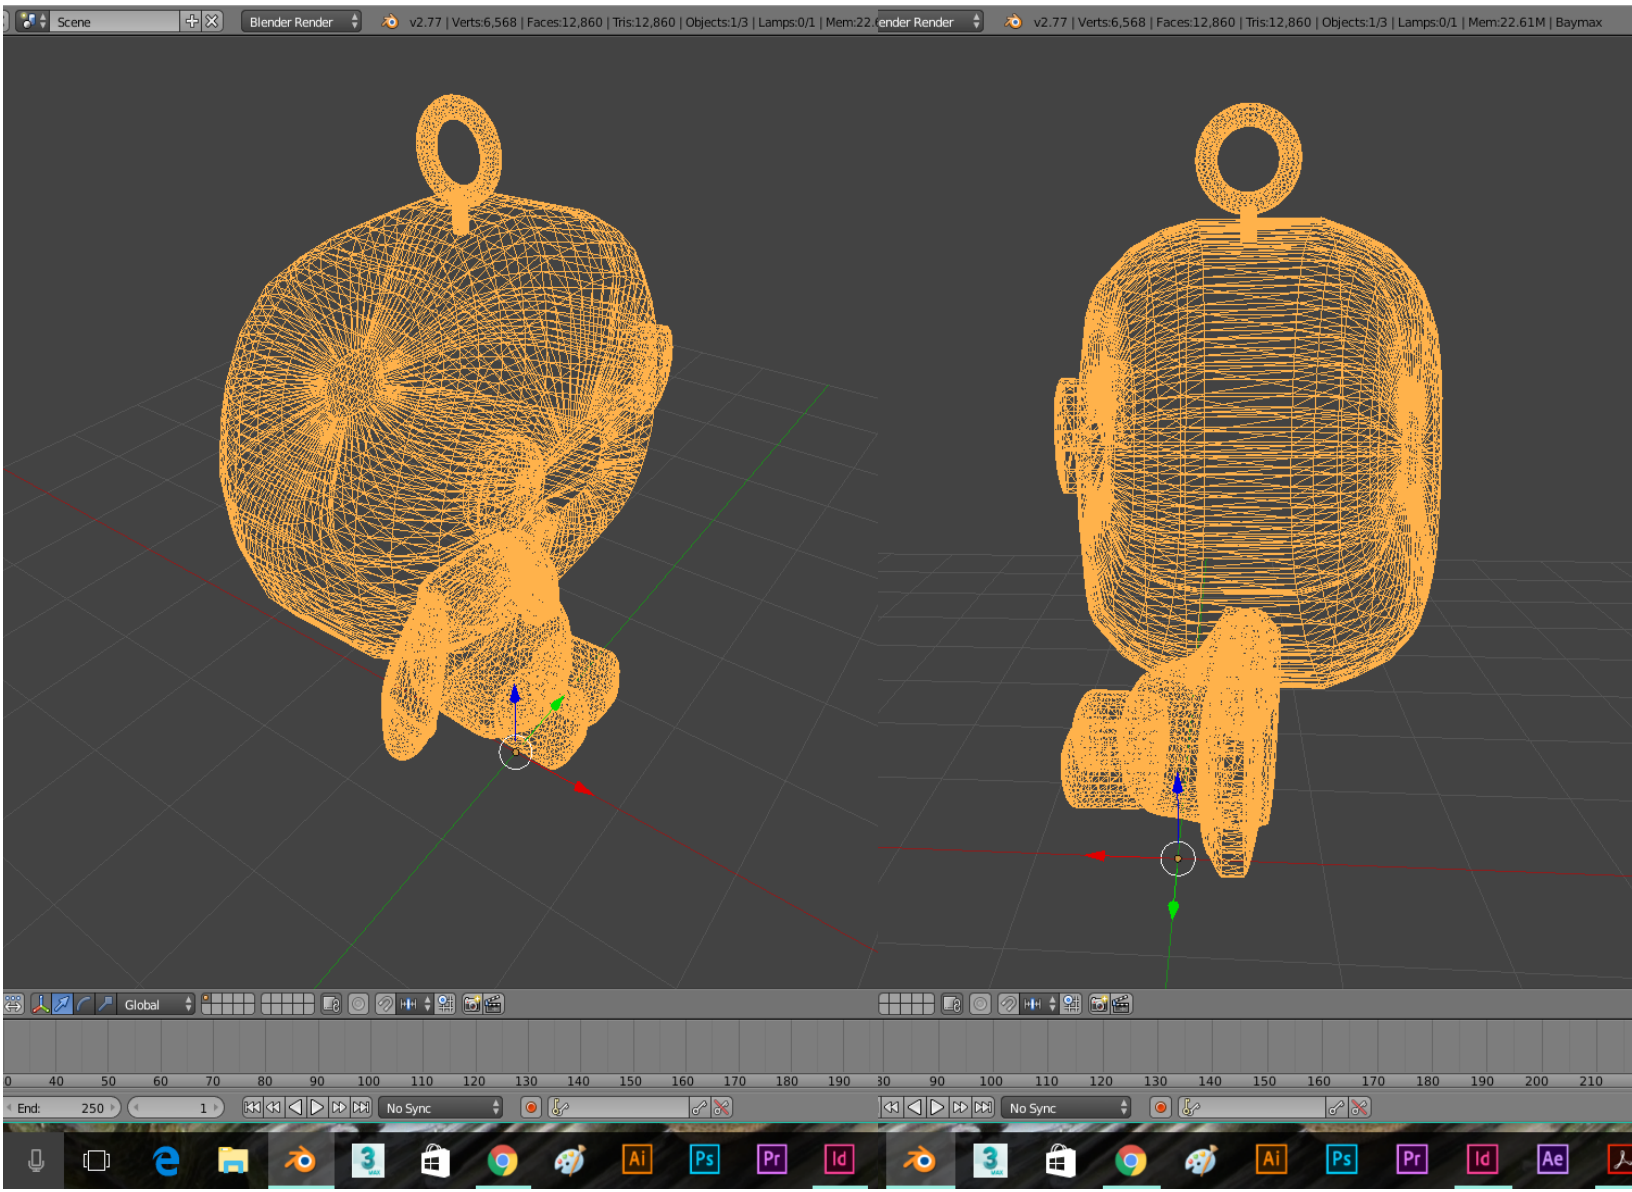 Scene Blender Render v2.77 | Verts:6,568 | Faces:12,860 | Tris:12,860 | Objects:1/3 | Lamps:0/1 | Mem:22. ender Render v2.77 | Verts:6,568 | Faces:12,860 | Tris:12,860 | Objects:1/3 | Lamps:0/1 | Mem:22.61M | Baymax
Global
0 40 50 60 70 80 90 100 110 120 130 140 150 160 170 180 190 30 90 100 110 120 130 140 150 160 170 180 190 200 210
End: 250 1 No Sync No Sync
3 Ai Ps Pr Id 3 Ai Ps Pr Id Ae